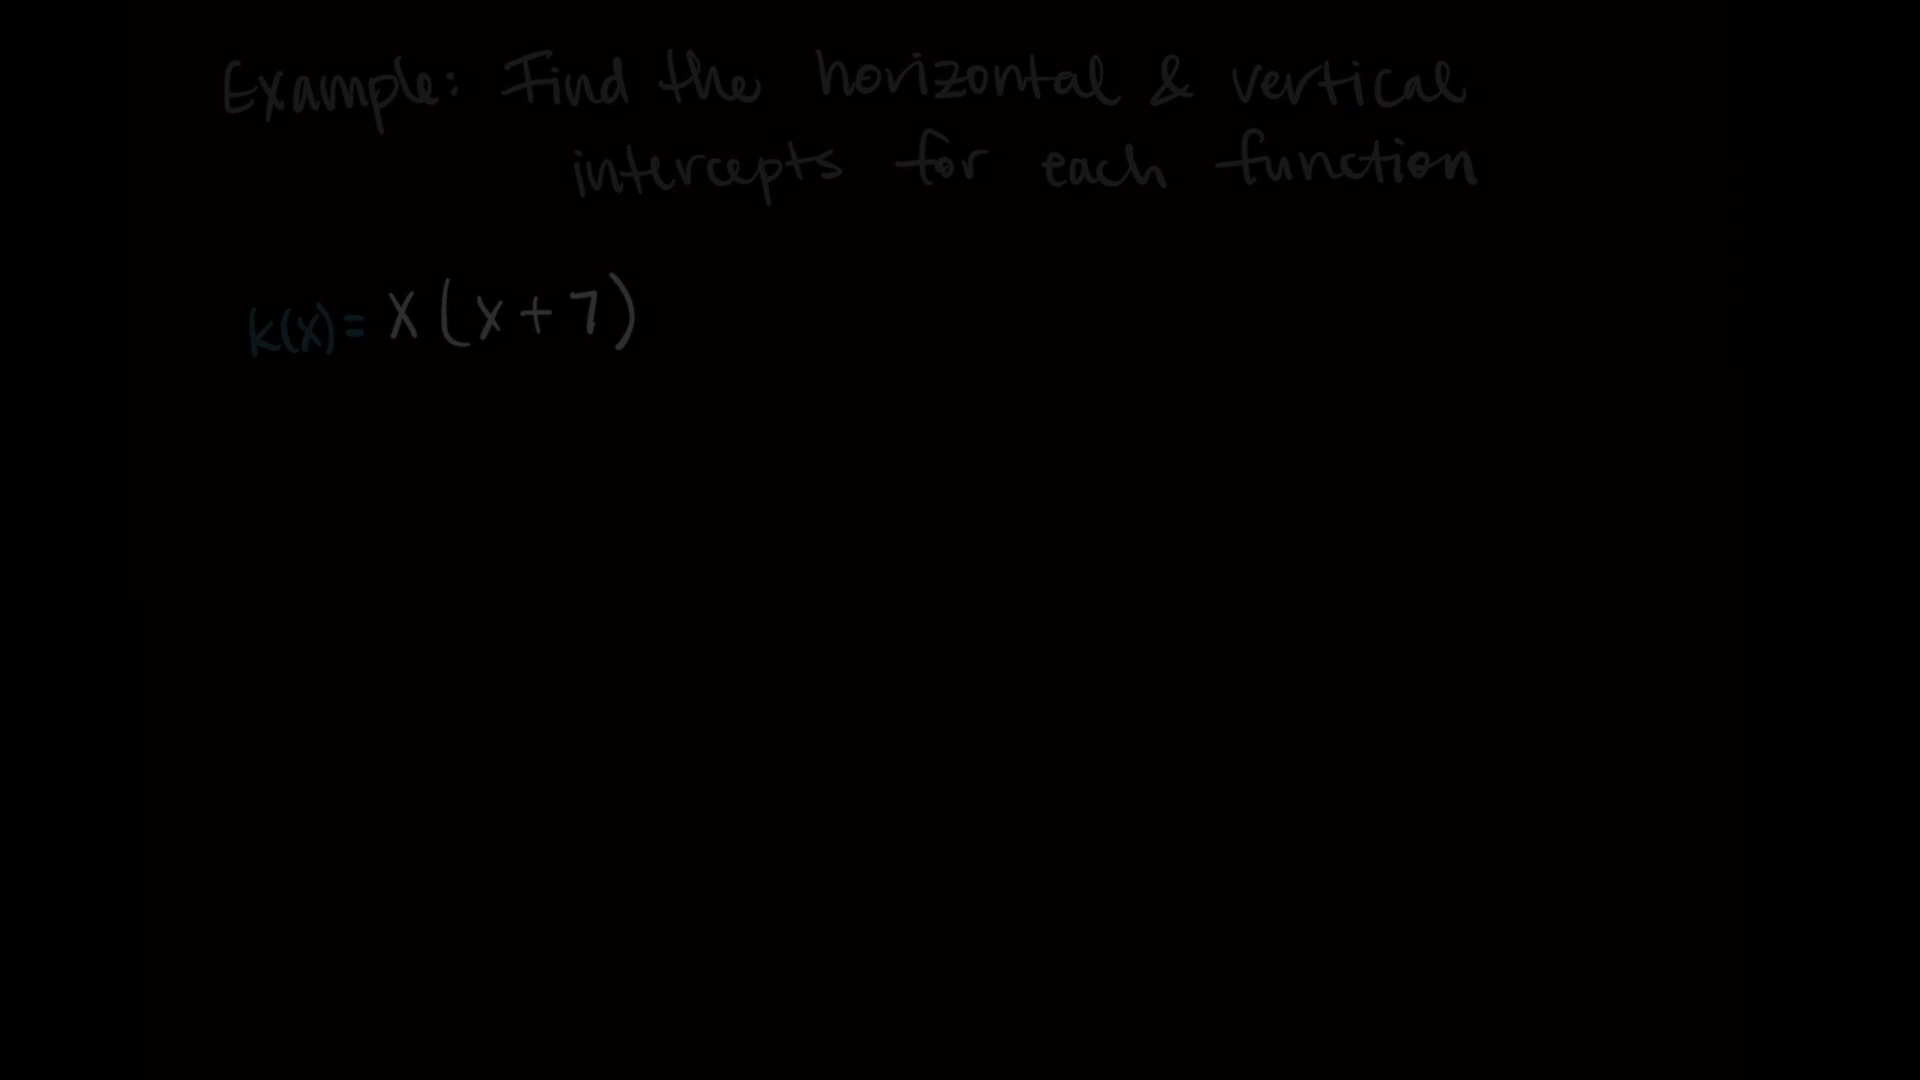 Example: Find the horizontal & vertical
intercepts for each function
k(x)= x(x+7)